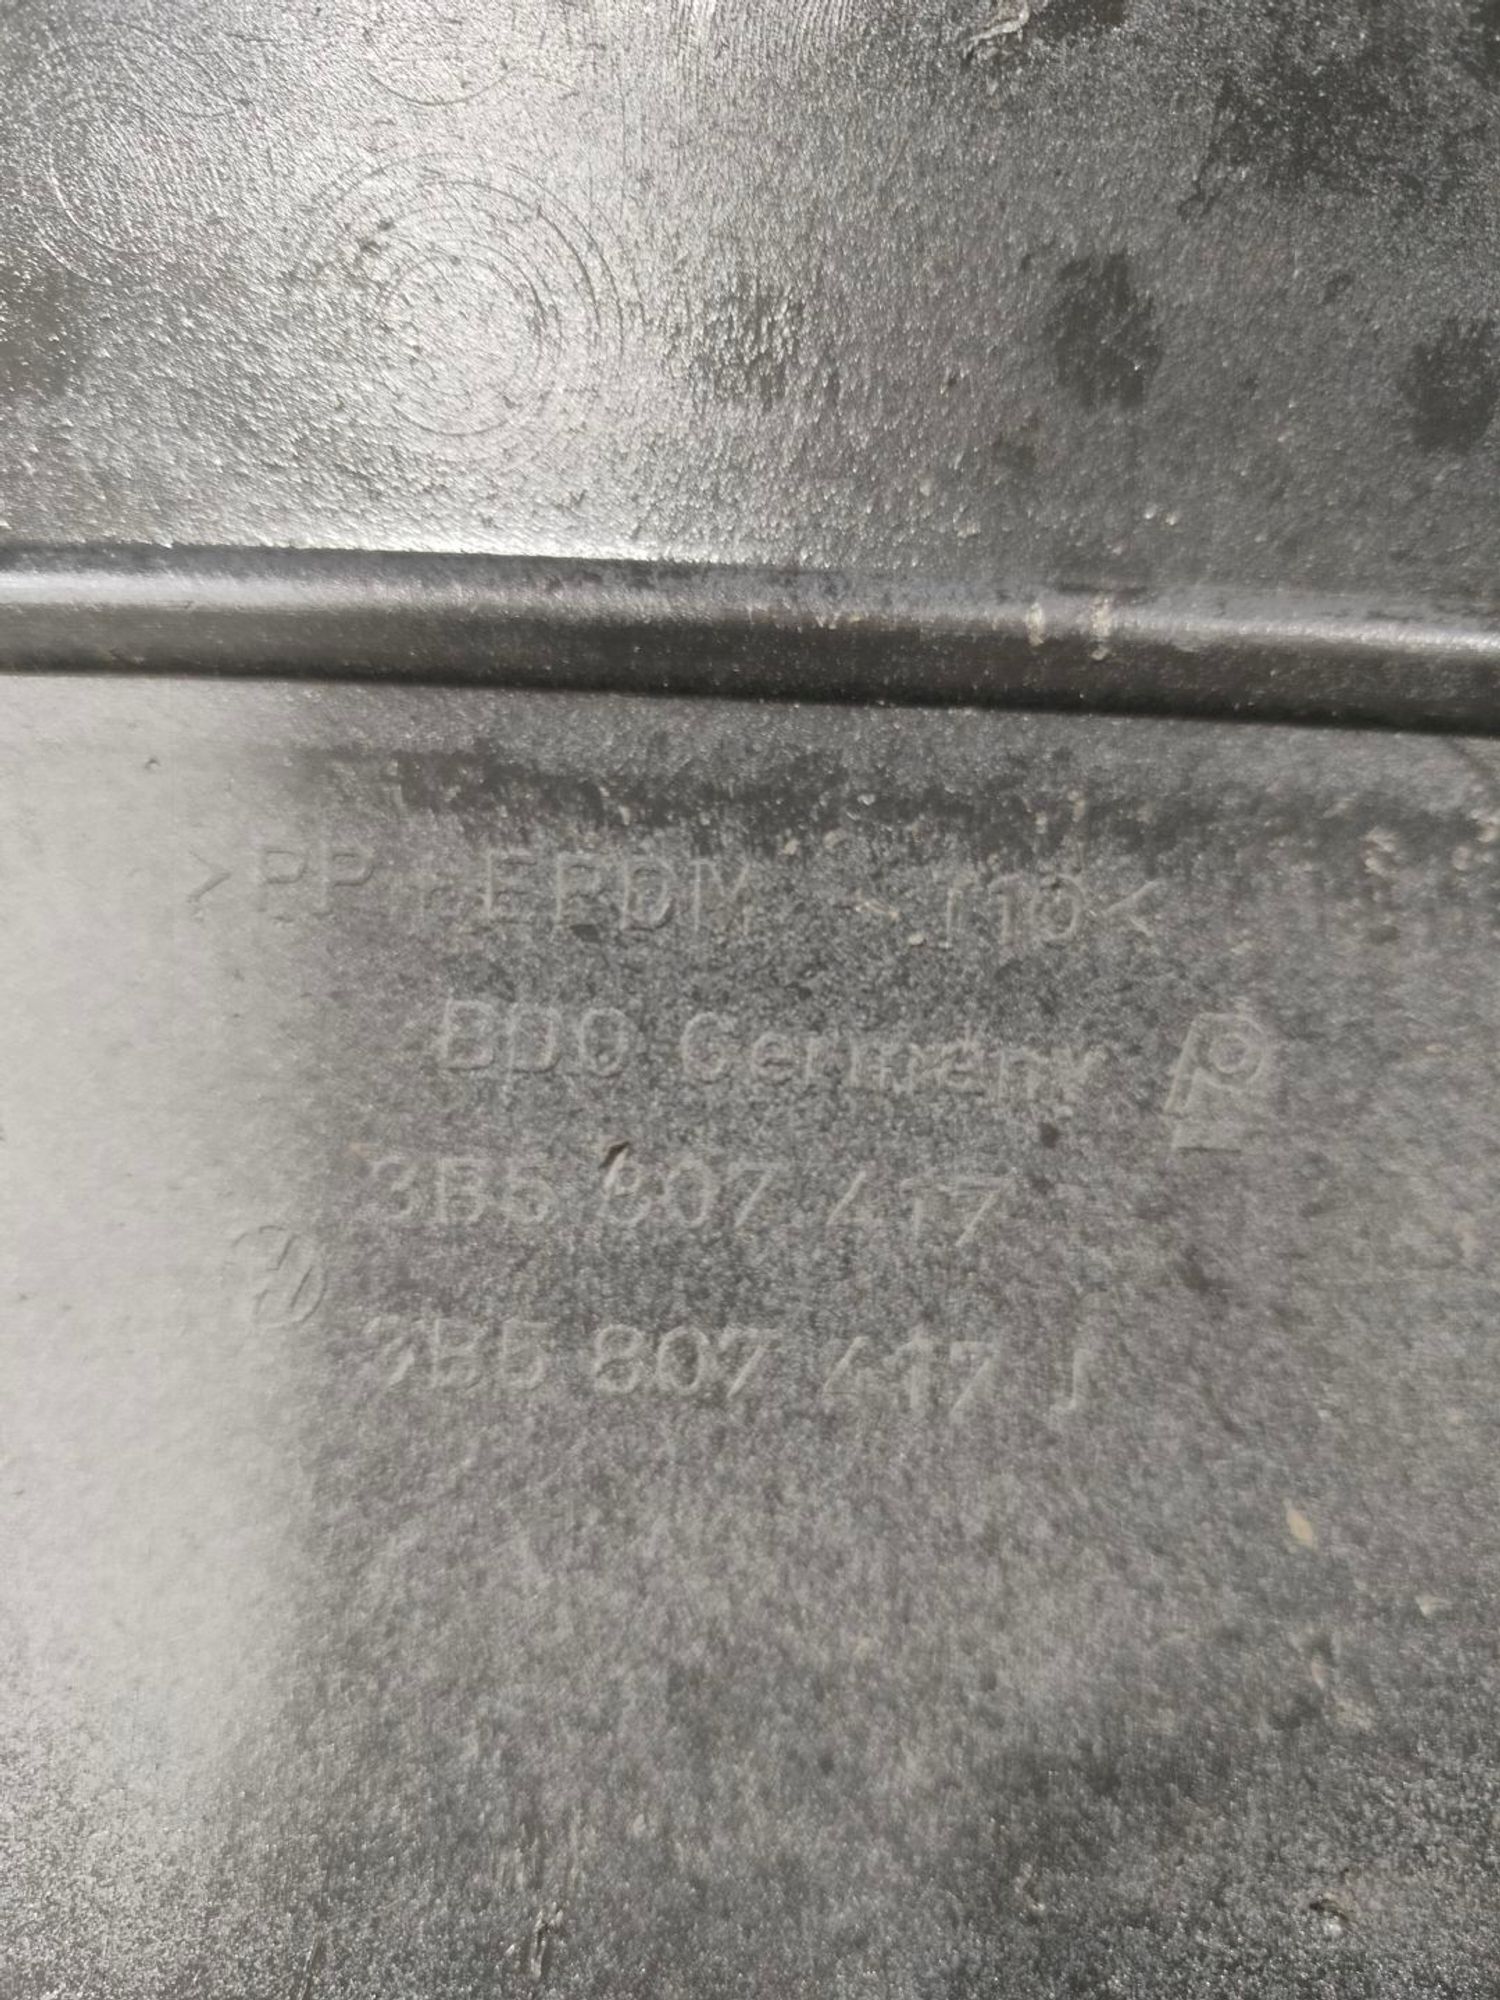 >PP + EPDM - T10<
BDO Germany
3B5 807 417
3B5 807 417 J